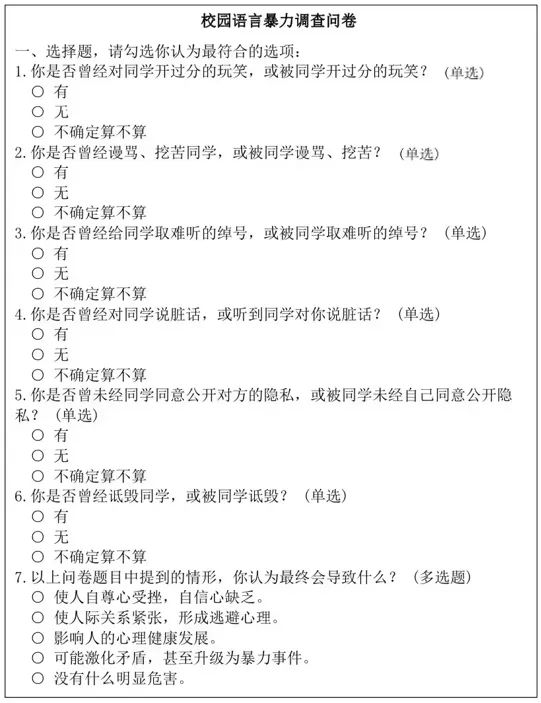 校园语言暴力调查问卷
一、选择题，请勾选你认为最符合的选项：
1.你是否曾经对同学开过分的玩笑，或被同学开过分的玩笑？（单选）
○ 有
○ 无
○ 不确定算不算
2.你是否曾经谩骂、挖苦同学，或被同学谩骂、挖苦？（单选）
○ 有
○ 无
○ 不确定算不算
3.你是否曾经给同学取难听的绰号，或被同学取难听的绰号？（单选）
○ 有
○ 无
○ 不确定算不算
4.你是否曾经对同学说脏话，或听到同学对你说脏话？（单选）
○ 有
○ 无
○ 不确定算不算
5.你是否曾未经同学同意公开对方的隐私，或被同学未经自己同意公开隐
私？（单选）
○ 有
○ 无
○ 不确定算不算
6.你是否曾经诋毁同学，或被同学诋毁？（单选）
○ 有
○ 无
○ 不确定算不算
7.以上问卷题目中提到的情形，你认为最终会导致什么？（多选题）
○ 使人自尊心受挫，自信心缺乏。
○ 使人际关系紧张，形成逃避心理。
○ 影响人的心理健康发展。
○ 可能激化矛盾，甚至升级为暴力事件。
○ 没有什么明显危害。